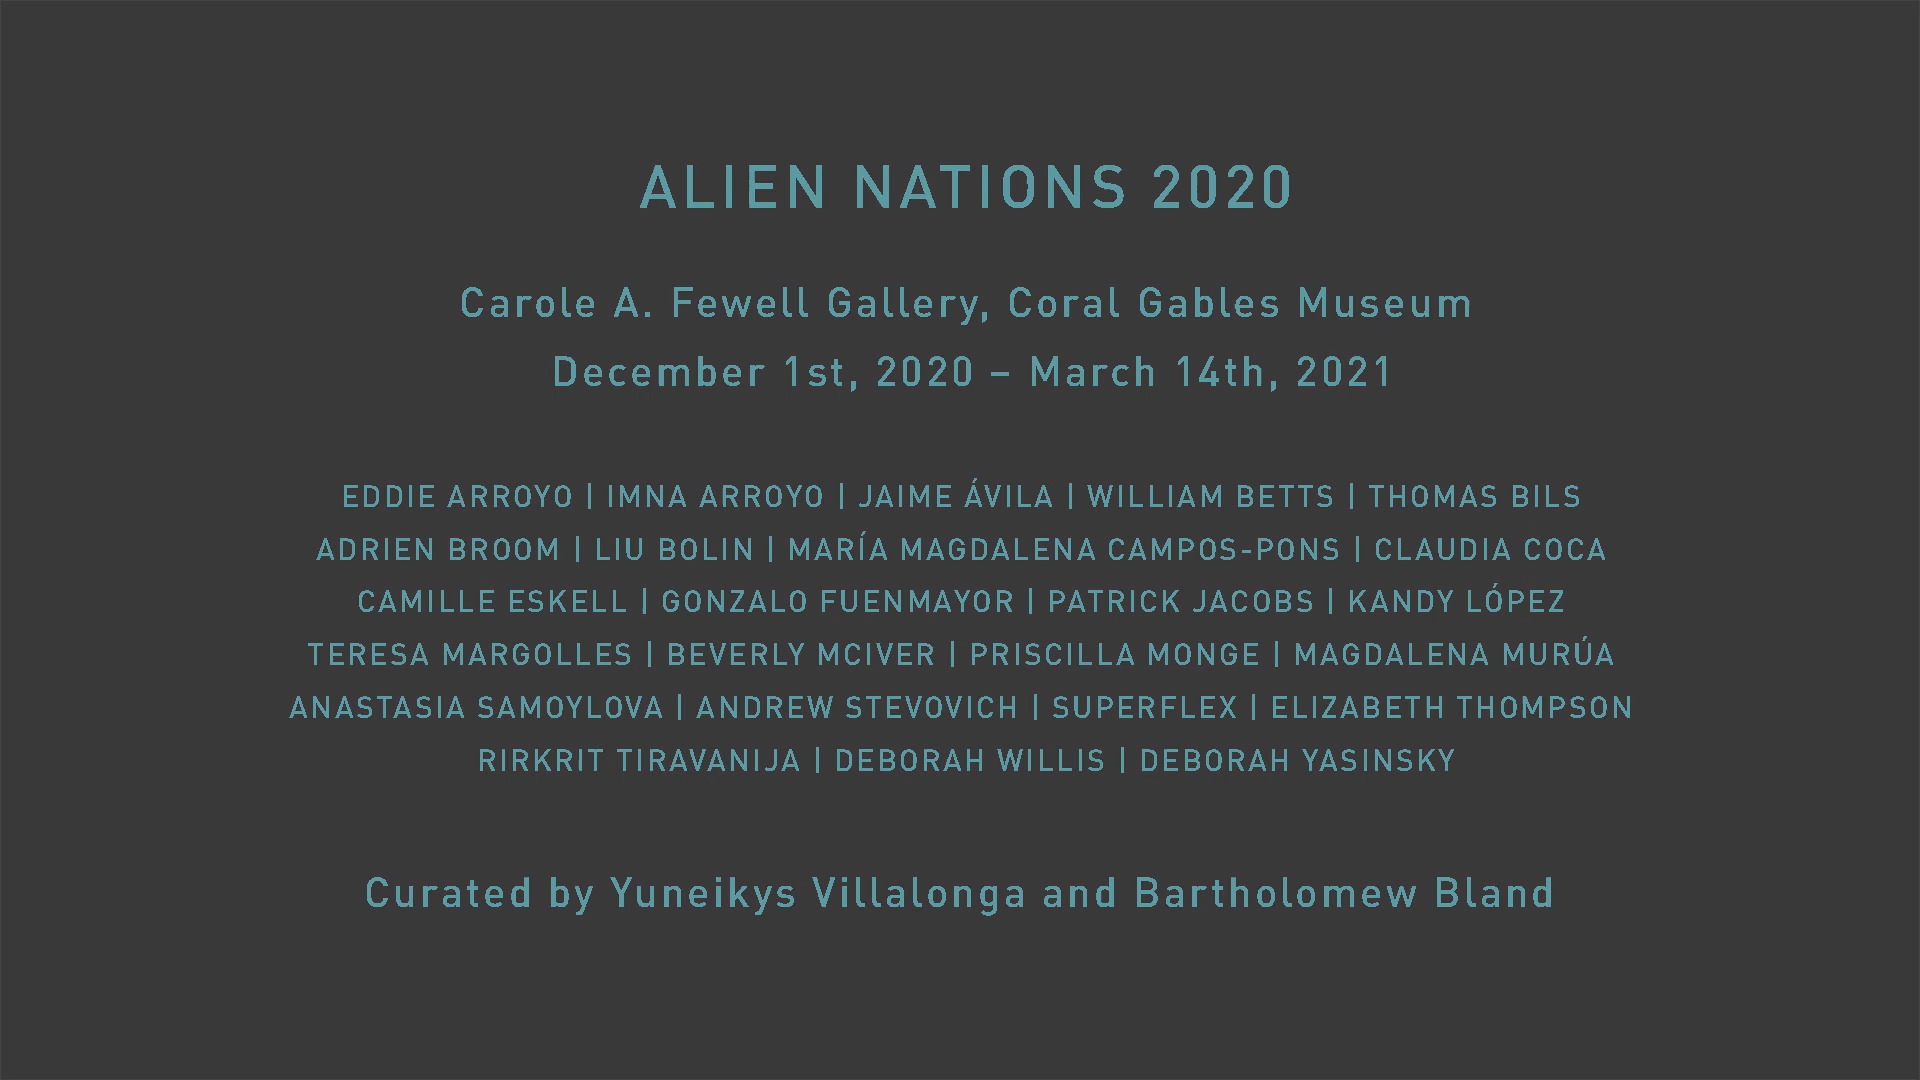 ALIEN NATIONS 2020
Carole A. Fewell Gallery, Coral Gables Museum
December 1st, 2020 – March 14th, 2021
EDDIE ARROYO | IMNA ARROYO | JAIME ÁVILA | WILLIAM BETTS | THOMAS BILS
ADRIEN BROOM | LIU BOLIN | MARÍA MAGDALENA CAMPOS-PONS | CLAUDIA COCA
CAMILLE ESKELL | GONZALO FUENMAYOR | PATRICK JACOBS | KANDY LÓPEZ
TERESA MARGOLLES | BEVERLY MCIVER | PRISCILLA MONGE | MAGDALENA MURÚA
ANASTASIA SAMOYLOVA | ANDREW STEVOVICH | SUPERFLEX | ELIZABETH THOMPSON
RIRKRIT TIRAVANIJA | DEBORAH WILLIS | DEBORAH YASINSKY
Curated by Yuneikys Villalonga and Bartholomew Bland